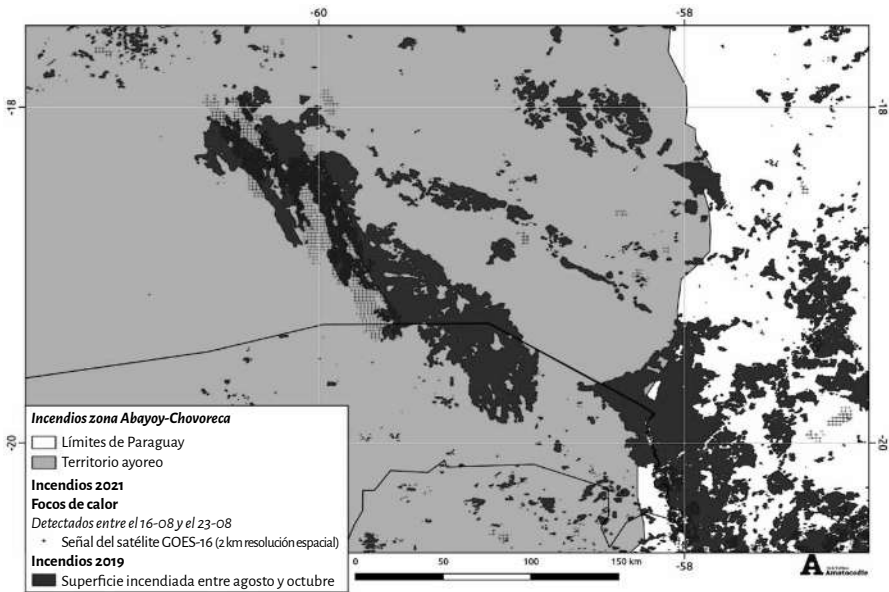 -60
-58
-18
-18
Incendios zona Abayoy-Chovoreca
Límites de Paraguay
Territorio ayoreo
Incendios 2021
Focos de calor
Detectados entre el 16-08 y el 23-08
Señal del satélite GOES-16 (2 km resolución espacial)
Incendios 2019
Superficie incendiada entre agosto y octubre
-20
-20
0 50 100 150 km
-58
Iniciativa
Amotocodie